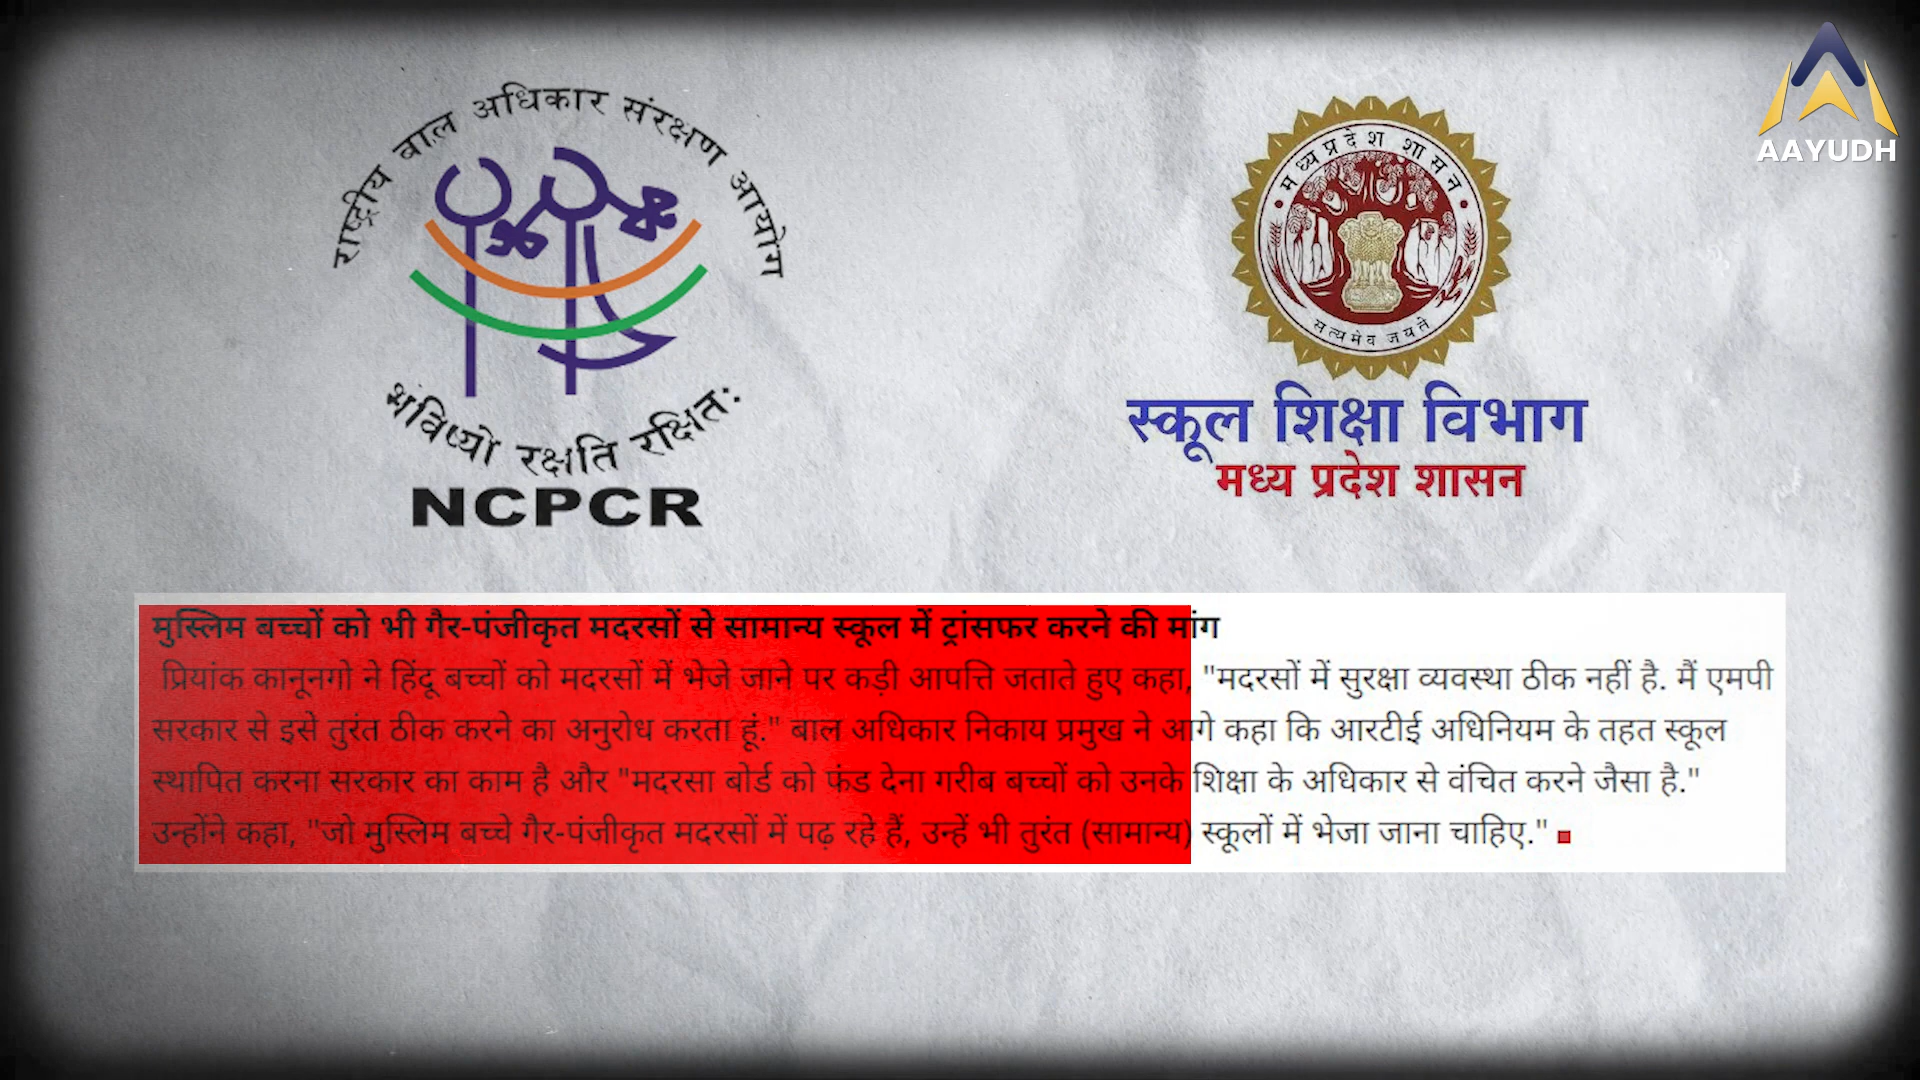 राष्ट्रीय बाल अधिकार संरक्षण आयोग
भविष्यो रक्षति रक्षित:
NCPCR
मध्य प्रदेश शासन
सत्यमेव जयते
स्कूल शिक्षा विभाग
मध्य प्रदेश शासन
AAYUDH
मुस्लिम बच्चों को भी गैर-पंजीकृत मदरसों से सामान्य स्कूल में ट्रांसफर करने की मांग
प्रियांक कानूनगो ने हिंदू बच्चों को मदरसों में भेजे जाने पर कड़ी आपत्ति जताते हुए कहा, "मदरसों में सुरक्षा व्यवस्था ठीक नहीं है. मैं एमपी
सरकार से इसे तुरंत ठीक करने का अनुरोध करता हूं." बाल अधिकार निकाय प्रमुख ने आगे कहा कि आरटीई अधिनियम के तहत स्कूल
स्थापित करना सरकार का काम है और "मदरसा बोर्ड को फंड देना गरीब बच्चों को उनके शिक्षा के अधिकार से वंचित करने जैसा है."
उन्होंने कहा, "जो मुस्लिम बच्चे गैर-पंजीकृत मदरसों में पढ़ रहे हैं, उन्हें भी तुरंत (सामान्य) स्कूलों में भेजा जाना चाहिए."